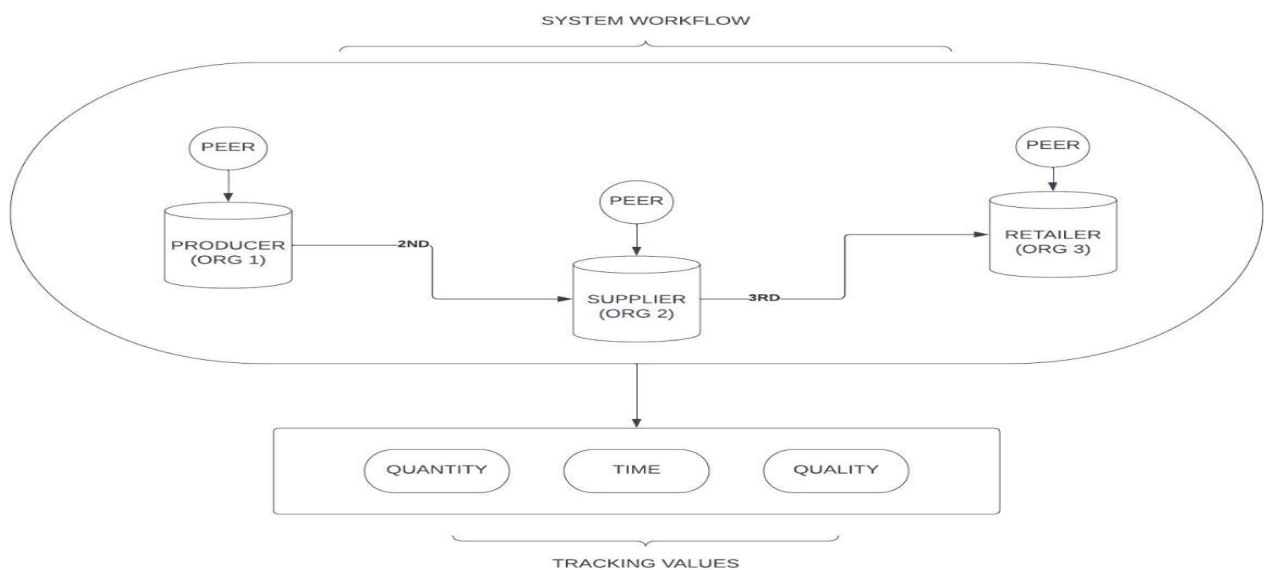 SYSTEM WORKFLOW
PEER
PEER
PEER
PRODUCER
(ORG 1)
2ND
SUPPLIER
(ORG 2)
3RD
RETAILER
(ORG 3)
QUANTITY
TIME
QUALITY
TRACKING VALUES